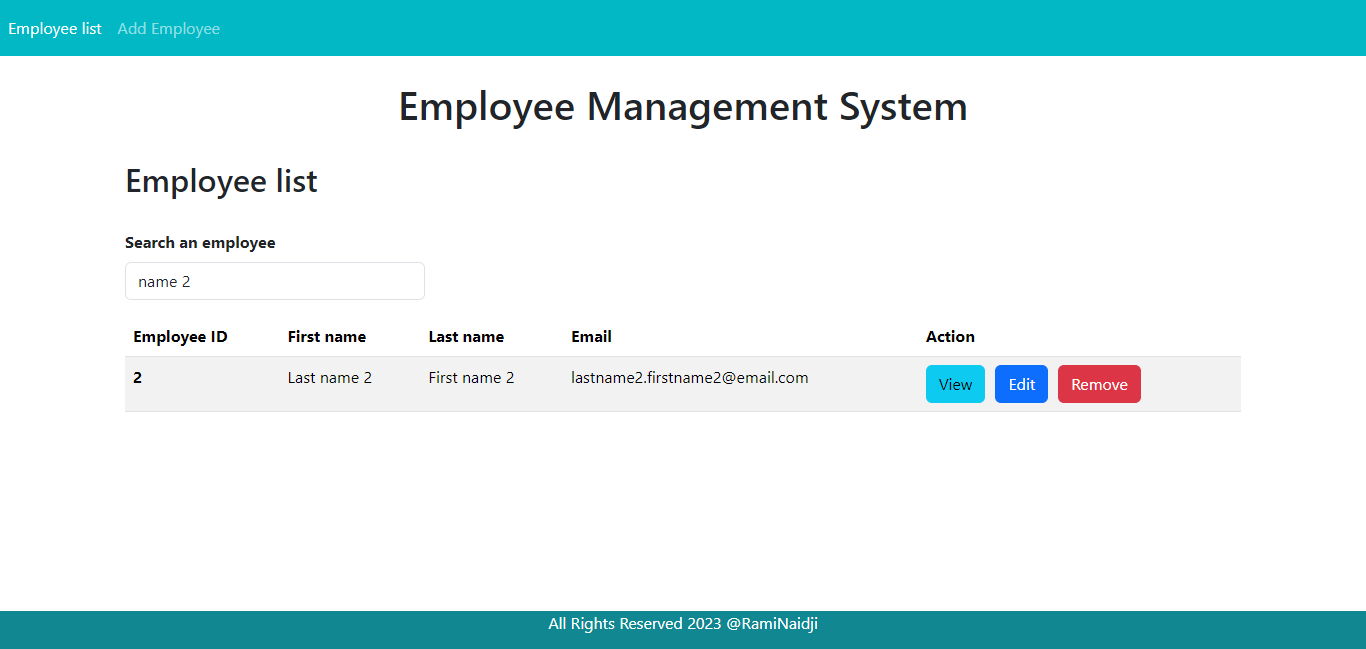 Employee list Add Employee
Employee Management System
Employee list
Search an employee
name 2
Employee ID First name Last name Email Action
2 Last name 2 First name 2 lastname2.firstname2@email.com View Edit Remove
All Rights Reserved 2023 @RamiNaidji